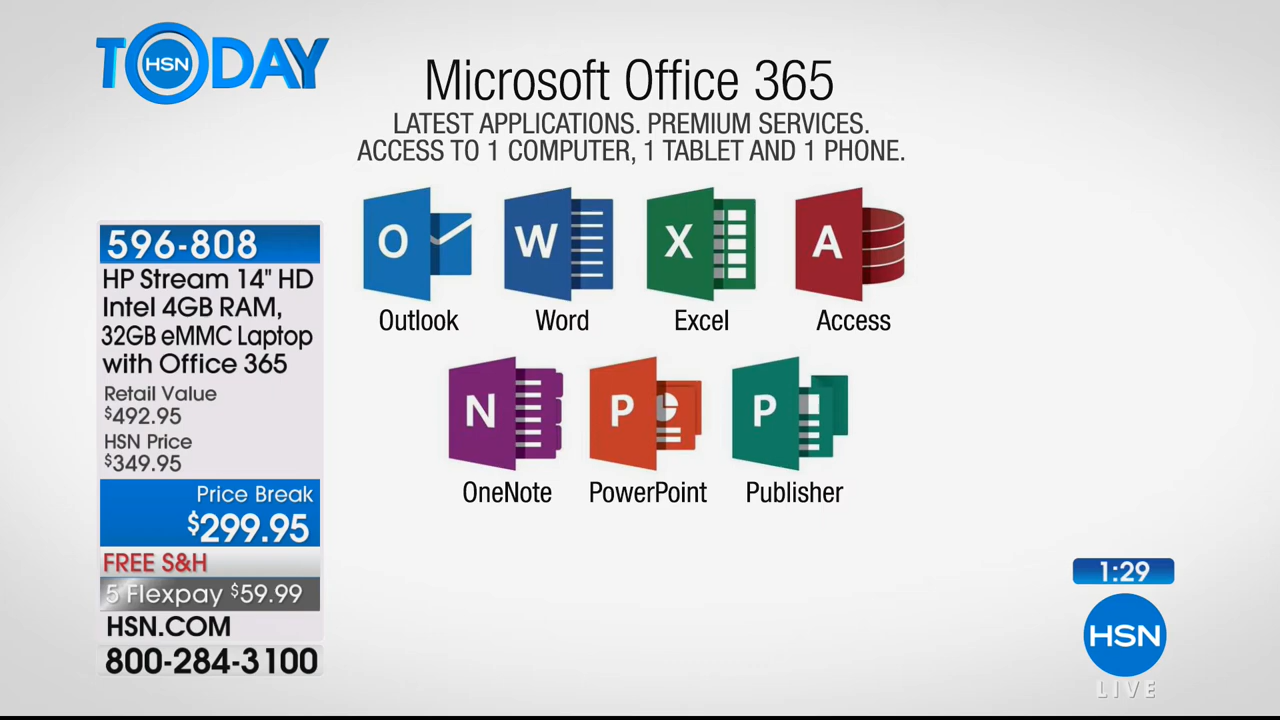 TODAY
HSN
Microsoft Office 365
LATEST APPLICATIONS. PREMIUM SERVICES.
ACCESS TO 1 COMPUTER, 1 TABLET AND 1 PHONE.
O W X A
Outlook Word Excel Access
N P P
OneNote PowerPoint Publisher
596-808
HP Stream 14" HD
Intel 4GB RAM,
32GB eMMC Laptop
with Office 365
Retail Value
$492.95
HSN Price
$349.95
Price Break
$299.95
FREE S&H
5 Flexpay $59.99
HSN.COM
800-284-3100
1:29
HSN
LIVE